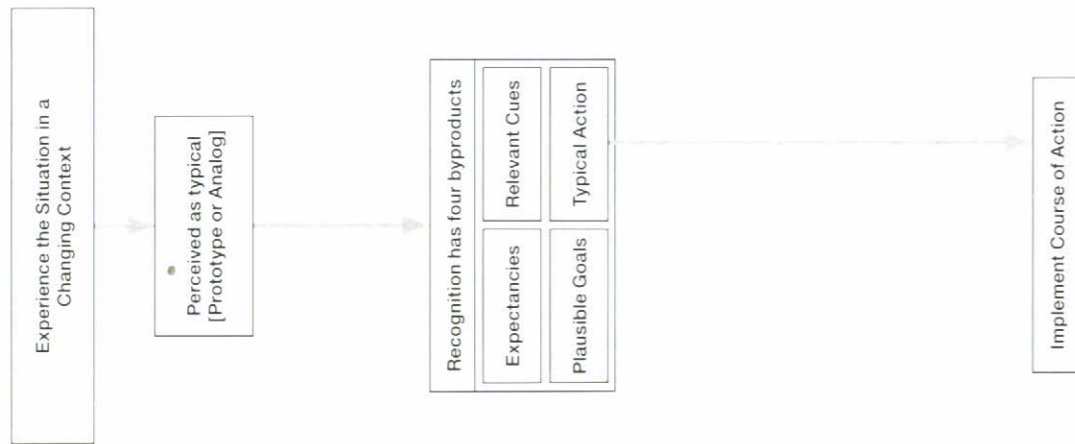 Experience the Situation in a
Changing Context
Perceived as typical
[Prototype or Analog]
Recognition has four byproducts
Expectancies
Relevant Cues
Plausible Goals
Typical Action
Implement Course of Action